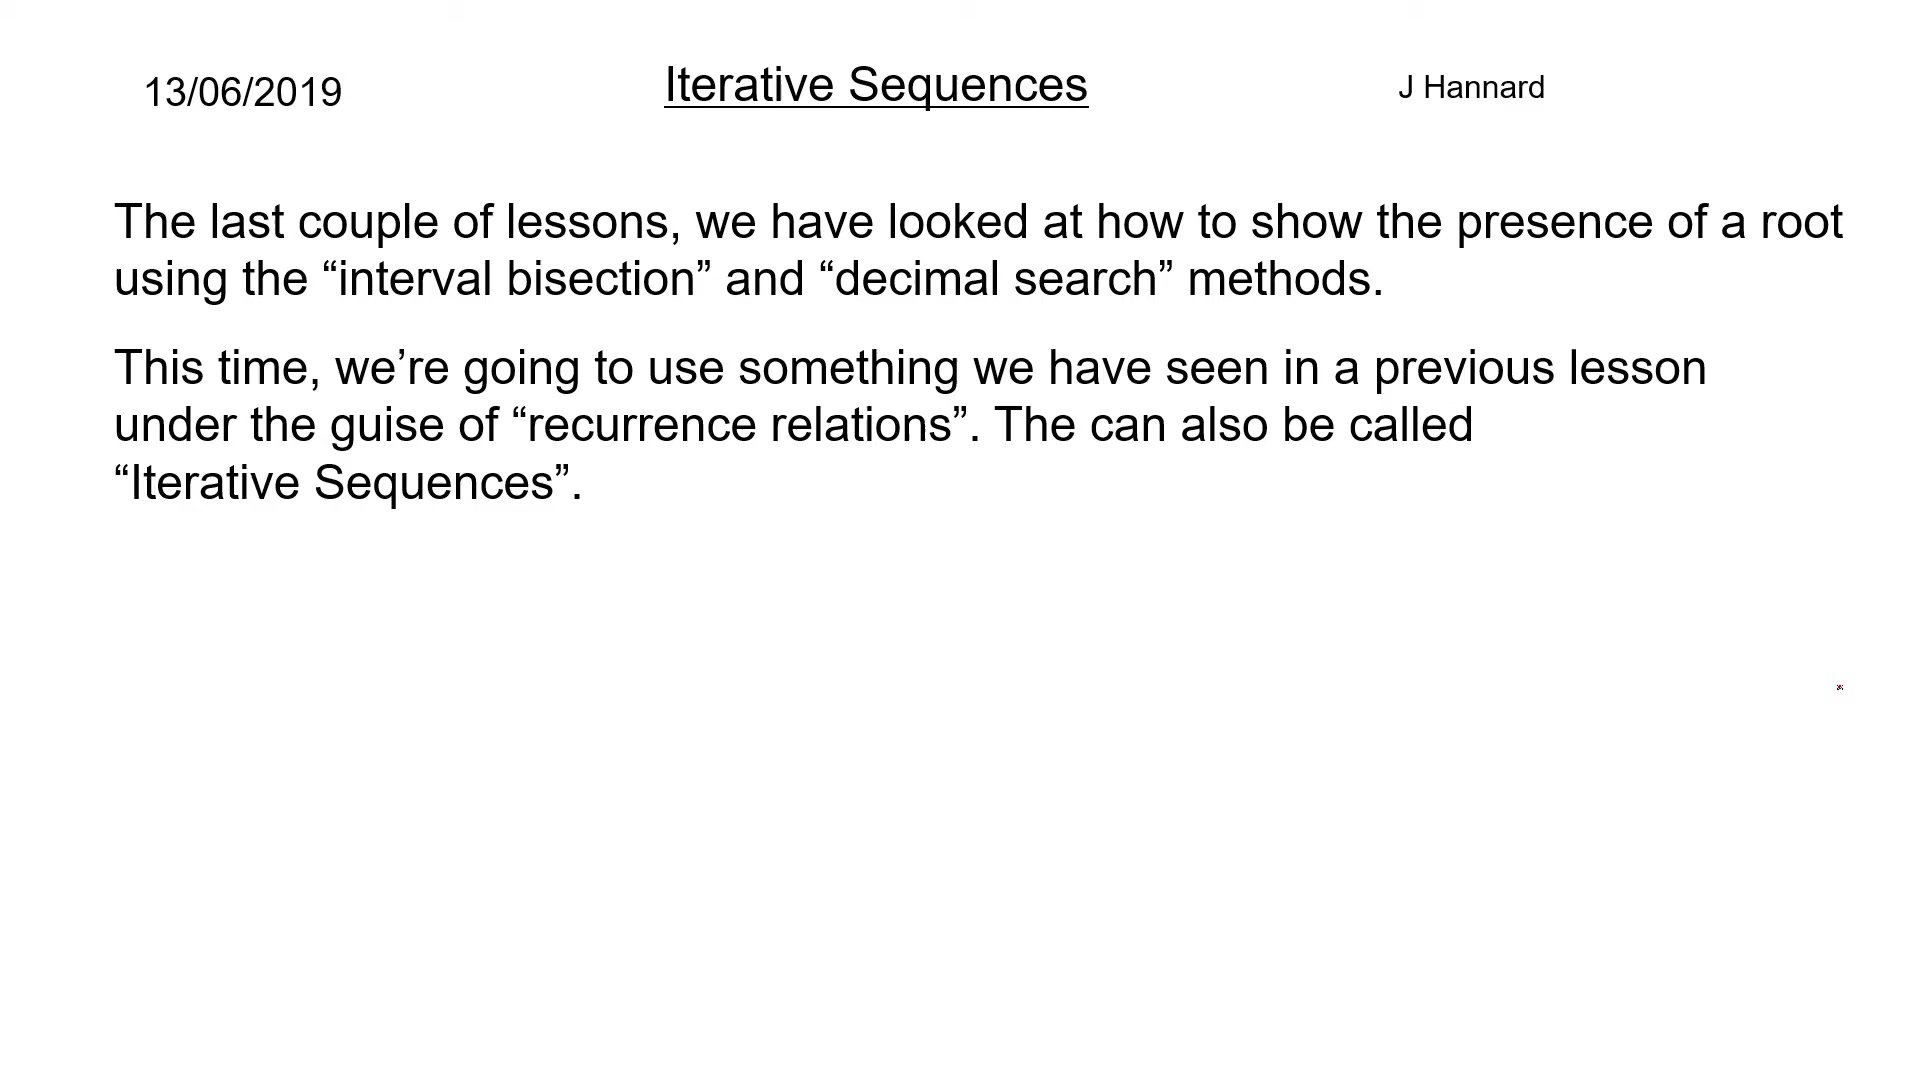 13/06/2019
Iterative Sequences
J Hannard
The last couple of lessons, we have looked at how to show the presence of a root
using the “interval bisection” and “decimal search” methods.
This time, we’re going to use something we have seen in a previous lesson
under the guise of “recurrence relations”. The can also be called
“Iterative Sequences”.